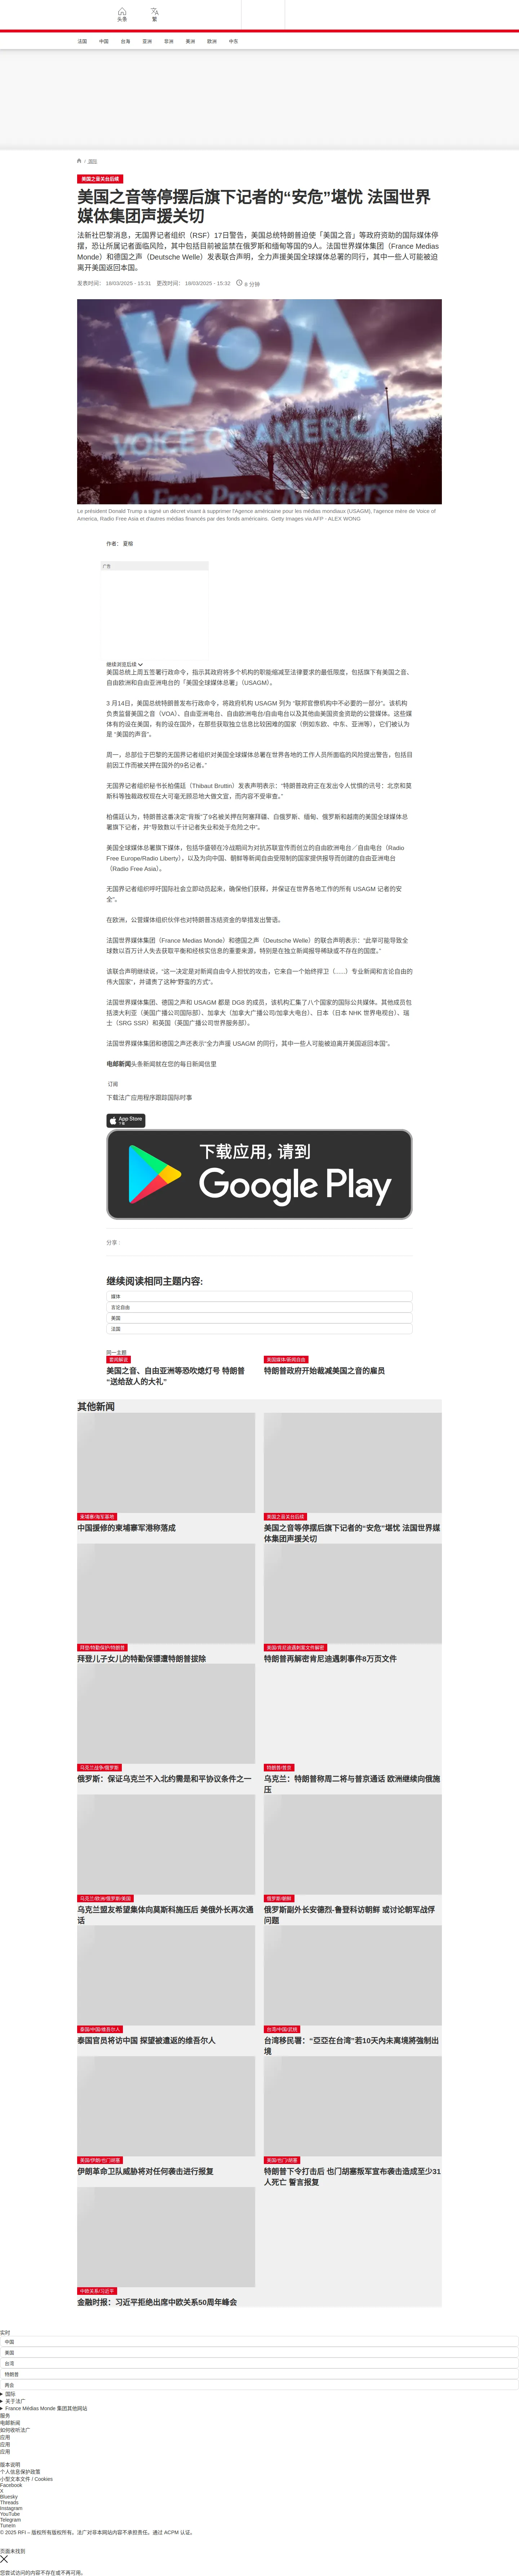 头条
繁
法国
中国
台海
亚洲
非洲
美洲
欧洲
中东
/ 国际
美国之音关台后续
美国之音等停摆后旗下记者的“安危”堪忧 法国世界
媒体集团声援关切
法新社巴黎消息，无国界记者组织（RSF）17日警告，美国总统特朗普迫使「美国之音」等政府资助的国际媒体停
摆，恐让所属记者面临风险，其中包括目前被监禁在俄罗斯和缅甸等国的9人。法国世界媒体集团（France Medias
Monde）和德国之声（Deutsche Welle）发表联合声明，全力声援美国全球媒体总署的同行，其中一些人可能被迫
离开美国返回本国。
发表时间： 18/03/2025 - 15:31 更改时间： 18/03/2025 - 15:32 6 分钟
VOA
VOICE OF AMERICA
Le président Donald Trump a signé un décret visant à supprimer l'Agence américaine pour les médias mondiaux (USAGM), l'agence mère de Voice of
America, Radio Free Asia et d'autres médias financés par des fonds américains. Getty Images via AFP - ALEX WONG
作者： 夏榕
广告
继续浏览后续
美国总统上周五签署行政命令，指示其政府将多个机构的职能缩减至法律要求的最低限度，包括旗下有美国之音、
自由欧洲和自由亚洲电台的「美国全球媒体总署」（USAGM）。
3 月14日，美国总统特朗普发布行政命令，将政府机构 USAGM 列为 “联邦官僚机构中不必要的一部分”。该机构
负责监督美国之音（VOA）、自由亚洲电台、自由欧洲电台/自由电台以及其他由美国资金资助的公营媒体。这些媒
体有的设在美国，有的设在国外，在那些获取独立信息比较困难的国家（例如东欧、中东、亚洲等），它们被认为
是 “美国的声音”。
周一，总部位于巴黎的无国界记者组织对美国全球媒体总署在世界各地的工作人员所面临的风险提出警告，包括目
前因工作而被关押在国外的9名记者。”
无国界记者组织秘书长柏儒廷（Thibaut Bruttin）发表声明表示：“特朗普政府正在发出令人忧惧的讯号：北京和莫
斯科等独裁政权现在大可毫无顾忌地大做文宣，而内容不受审查。”
柏儒廷认为，特朗普这番决定“背叛”了9名被关押在阿塞拜疆、白俄罗斯、缅甸、俄罗斯和越南的美国全球媒体总
署旗下记者，并“导致数以千计记者失业和处于危险之中”。
美国全球媒体总署旗下媒体，包括华盛顿在冷战期间为对抗苏联宣传而创立的自由欧洲电台／自由电台（Radio
Free Europe/Radio Liberty），以及为向中国、朝鲜等新闻自由受限制的国家提供报导而创建的自由亚洲电台
（Radio Free Asia）。
无国界记者组织呼吁国际社会立即动员起来，确保他们获释，并保证在世界各地工作的所有 USAGM 记者的安
全”。
在欧洲，公营媒体组织伙伴也对特朗普冻结资金的举措发出警语。
法国世界媒体集团（France Medias Monde）和德国之声（Deutsche Welle）的联合声明表示：“此举可能导致全
球数以百万计人失去获取平衡和经核实信息的重要来源，特别是在独立新闻报导稀缺或不存在的国度。”
该联合声明继续说，“这一决定是对新闻自由令人担忧的攻击，它来自一个始终捍卫（......）专业新闻和言论自由的
伟大国家”，并谴责了这种“野蛮的方式”。
法国世界媒体集团、德国之声和 USAGM 都是 DG8 的成员，该机构汇集了八个国家的国际公共媒体。其他成员包
括澳大利亚（美国广播公司国际部）、加拿大（加拿大广播公司/加拿大电台）、日本（日本 NHK 世界电视台）、瑞
士（SRG SSR）和英国（英国广播公司世界服务部）。
法国世界媒体集团和德国之声还表示“全力声援 USAGM 的同行，其中一些人可能被迫离开美国返回本国”。
电邮新闻头条新闻就在您的每日新闻信里
订阅
下载法广应用程序跟踪国际时事
App Store
下载应用，请到
Google Play
分享 :
继续阅读相同主题内容:
媒体
言论自由
美国
法国
同一主题
要闻解说
美国之音、自由亚洲等恐吹熄灯号 特朗普
“送给敌人的大礼”
美国媒体/新闻自由
特朗普政府开始裁减美国之音的雇员
其他新闻
柬埔寨/海军基地
中国援修的柬埔寨军港称落成
美国之音关台后续
美国之音等停摆后旗下记者的“安危”堪忧 法国世界媒
体集团声援关切
拜登/特勤保护/特朗普
拜登儿子女儿的特勤保镖遭特朗普拔除
美国/肯尼迪遇刺案文件解密
特朗普再解密肯尼迪遇刺事件8万页文件
乌克兰战争/俄罗斯
俄罗斯：保证乌克兰不入北约需是和平协议条件之一
特朗普/普京
乌克兰：特朗普称周二将与普京通话 欧洲继续向俄施
压
乌克兰/欧洲/俄罗斯/美国
乌克兰盟友希望集体向莫斯科施压后 美俄外长再次通
话
俄罗斯/朝鲜
俄罗斯副外长安德烈-鲁登科访朝鲜 或讨论朝军战俘
问题
泰国/中国/维吾尔人
泰国官员将访中国 探望被遣返的维吾尔人
台湾/中国/武统
台湾移民署：“亞亞在台湾”若10天內未离境將強制出
境
美国/伊朗/也门胡塞
伊朗革命卫队威胁将对任何袭击进行报复
美国/也门/胡塞
特朗普下令打击后 也门胡塞叛军宣布袭击造成至少31
人死亡 誓言报复
中欧关系/习近平
金融时报：习近平拒绝出席中欧关系50周年峰会
实时
中国
美国
台湾
特朗普
两会
国际
关于法广
France Médias Monde 集团其他网站
服务
电邮新闻
如何收听法广
应用
应用
应用
版本说明
个人信息保护政策
小型文本文件 / Cookies
Facebook
X
Bluesky
Threads
Instagram
YouTube
Telegram
TuneIn
© 2025 RFI – 版权所有版权所有。法广对非本网站内容不承担责任。通过 ACPM 认证。
页面未找到
您尝试访问的内容不存在或不再可用。